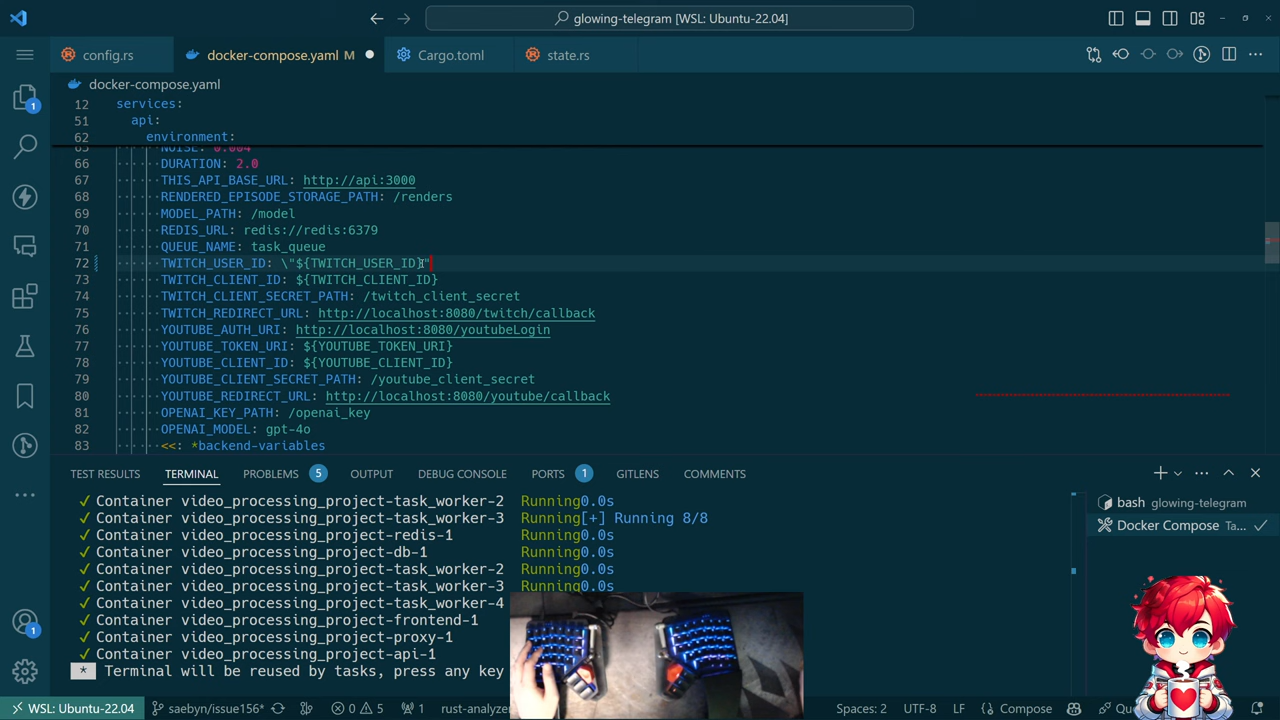 glowing-telegram [WSL: Ubuntu-22.04]
config.rs
docker-compose.yaml M
Cargo.toml
state.rs
docker-compose.yaml
12 services:
51 api:
62 environment:
65 NOISE: 0.004
66 DURATION: 2.0
67 THIS_API_BASE_URL: http://api:3000
68 RENDERED_EPISODE_STORAGE_PATH: /renders
69 MODEL_PATH: /model
70 REDIS_URL: redis://redis:6379
71 QUEUE_NAME: task_queue
72 TWITCH_USER_ID: \"${TWITCH_USER_ID}"
73 TWITCH_CLIENT_ID: ${TWITCH_CLIENT_ID}
74 TWITCH_CLIENT_SECRET_PATH: /twitch_client_secret
75 TWITCH_REDIRECT_URL: http://localhost:8080/twitch/callback
76 YOUTUBE_AUTH_URI: http://localhost:8080/youtubeLogin
77 YOUTUBE_TOKEN_URI: ${YOUTUBE_TOKEN_URI}
78 YOUTUBE_CLIENT_ID: ${YOUTUBE_CLIENT_ID}
79 YOUTUBE_CLIENT_SECRET_PATH: /youtube_client_secret
80 YOUTUBE_REDIRECT_URL: http://localhost:8080/youtube/callback
81 OPENAI_KEY_PATH: /openai_key
82 OPENAI_MODEL: gpt-4o
83 <<: *backend-variables
TEST RESULTS TERMINAL PROBLEMS 5 OUTPUT DEBUG CONSOLE PORTS 1 GITLENS COMMENTS
✓ Container video_processing_project-task_worker-2 Running0.0s
✓ Container video_processing_project-task_worker-3 Running[+] Running 8/8
✓ Container video_processing_project-redis-1 Running0.0s
✓ Container video_processing_project-db-1 Running0.0s
✓ Container video_processing_project-task_worker-2 Running0.0s
✓ Container video_processing_project-task_worker-3 Running0.0s
✓ Container video_processing_project-task_worker-4
✓ Container video_processing_project-frontend-1
✓ Container video_processing_project-proxy-1
✓ Container video_processing_project-api-1
* Terminal will be reused by tasks, press any key
bash glowing-telegram
Docker Compose Ta...
1
1
WSL: Ubuntu-22.04 saebyn/issue156* 0 5 1 rust-analyzer Spaces: 2 UTF-8 LF Compose